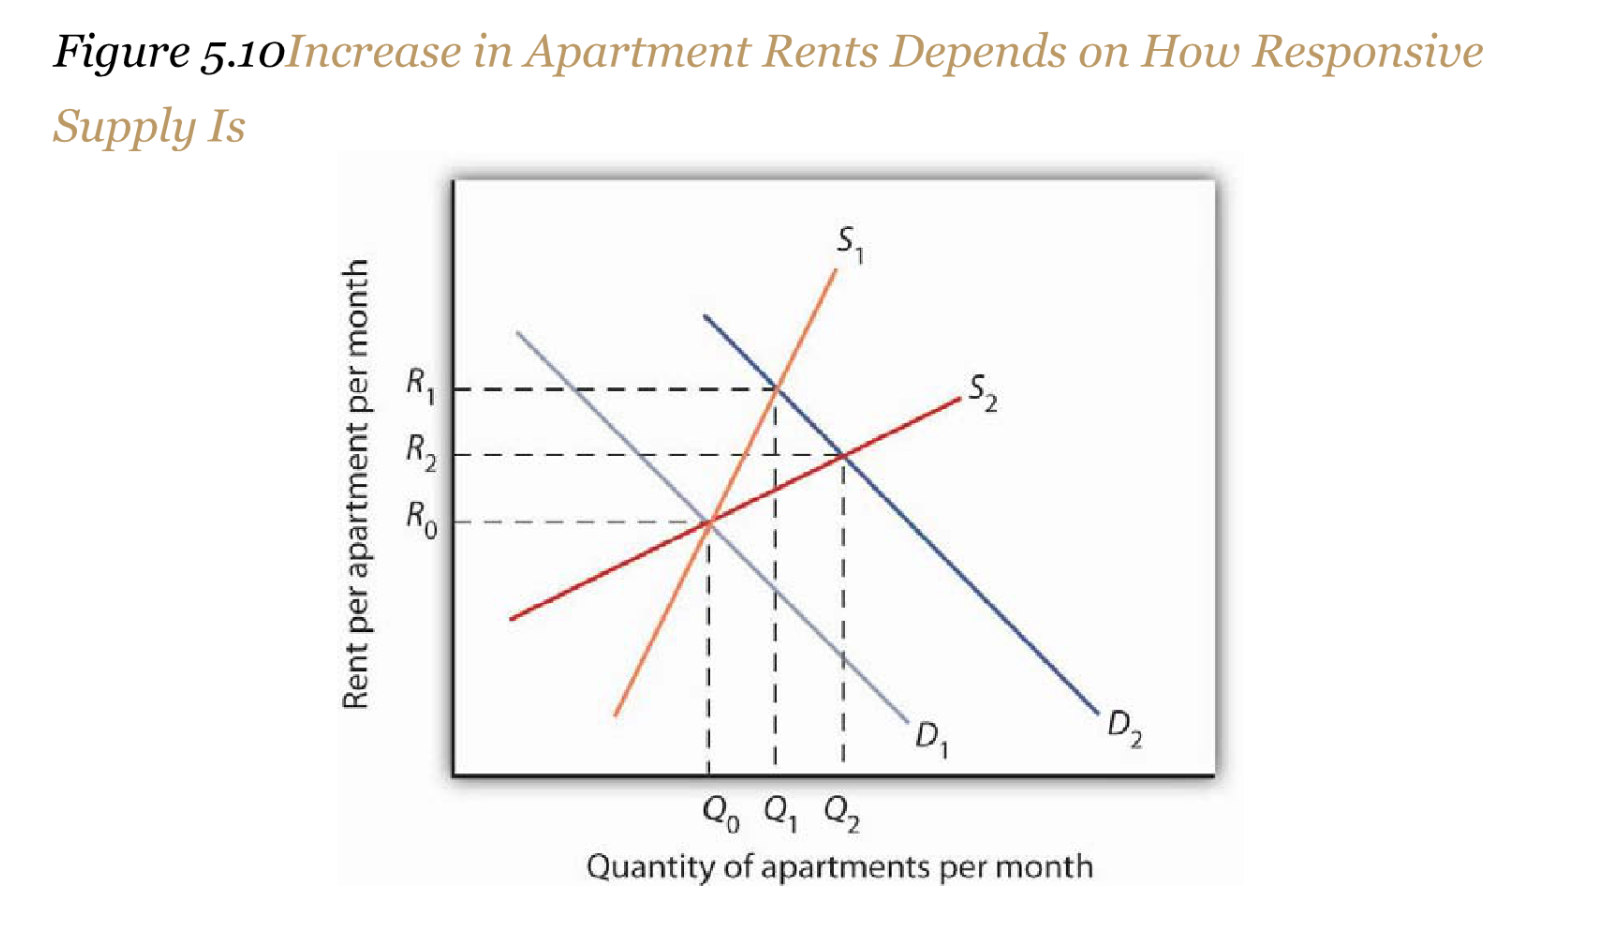 Figure 5.10Increase in Apartment Rents Depends on How Responsive
Supply Is
S1
S2
R1
R2
R0
Rent per apartment per month
D1
D2
Q0 Q1 Q2
Quantity of apartments per month